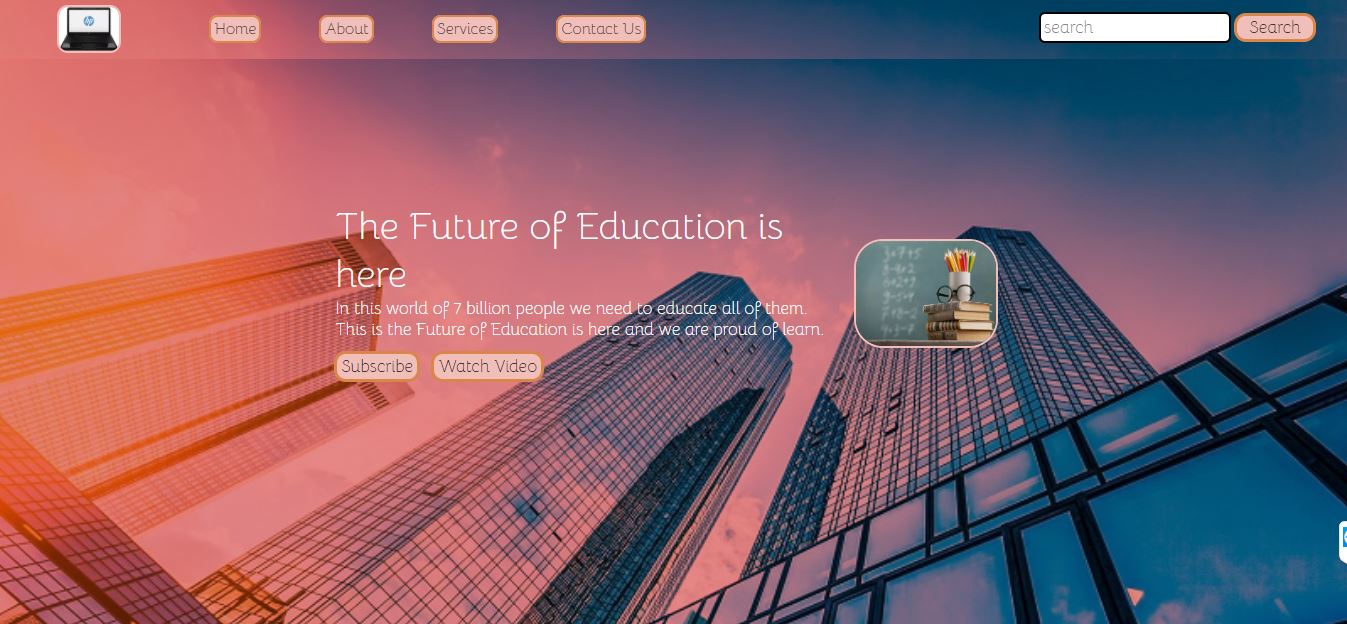 Home
About
Services
Contact Us
search
Search
The Future of Education is
here
In this world of 7 billion people we need to educate all of them.
This is the Future of Education is here and we are proud of learn.
Subscribe
Watch Video